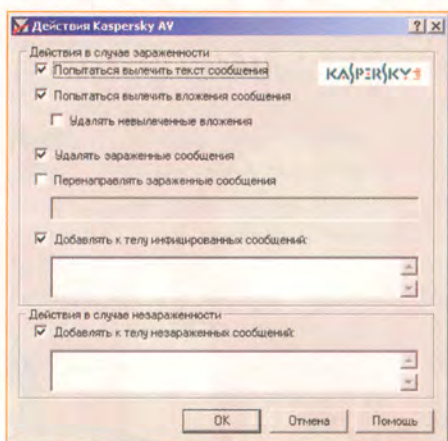 Действия Kaspersky AV
Действия в случае зараженности
Попытаться вылечить текст сообщения
KASPERSKY
Попытаться вылечить вложения сообщения
Удалять невылеченные вложения
Удалять зараженные сообщения
Перенаправлять зараженные сообщения
Добавлять к телу инфицированных сообщений:
Действия в случае незараженности
Добавлять к телу незараженных сообщений:
OK
Отмена
Помощь